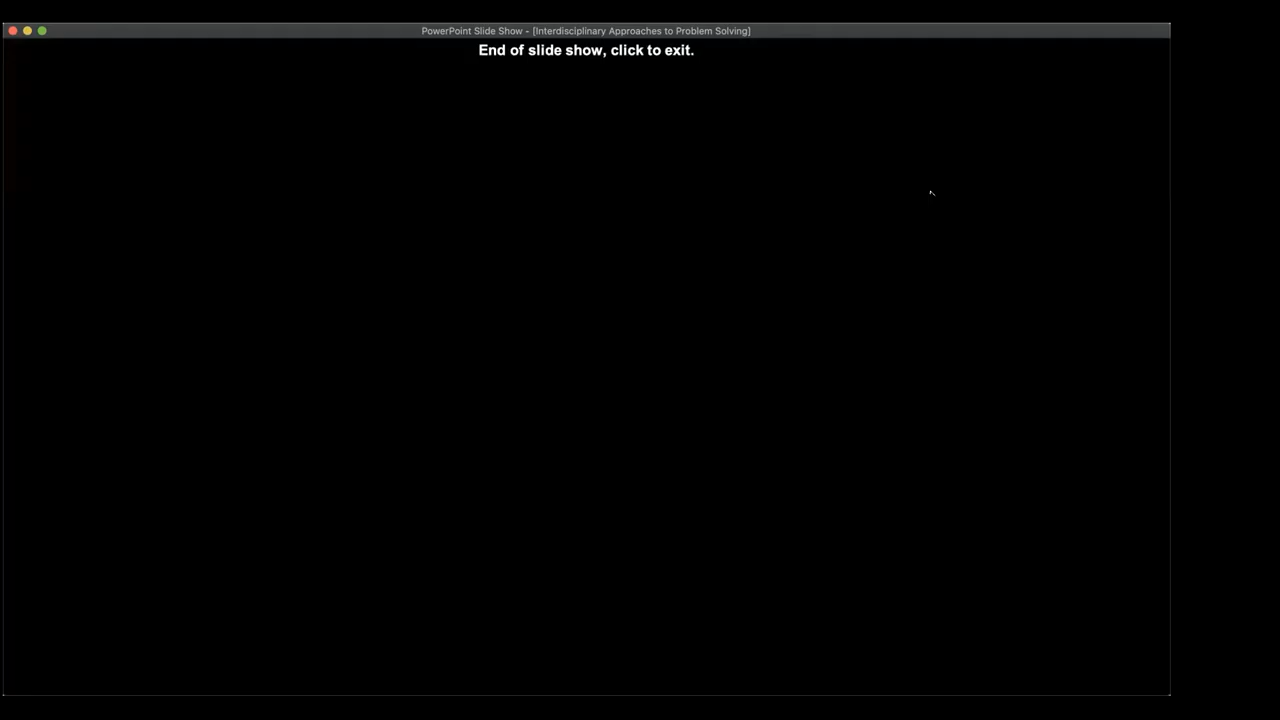 PowerPoint Slide Show - [Interdisciplinary Approaches to Problem Solving]
End of slide show, click to exit.